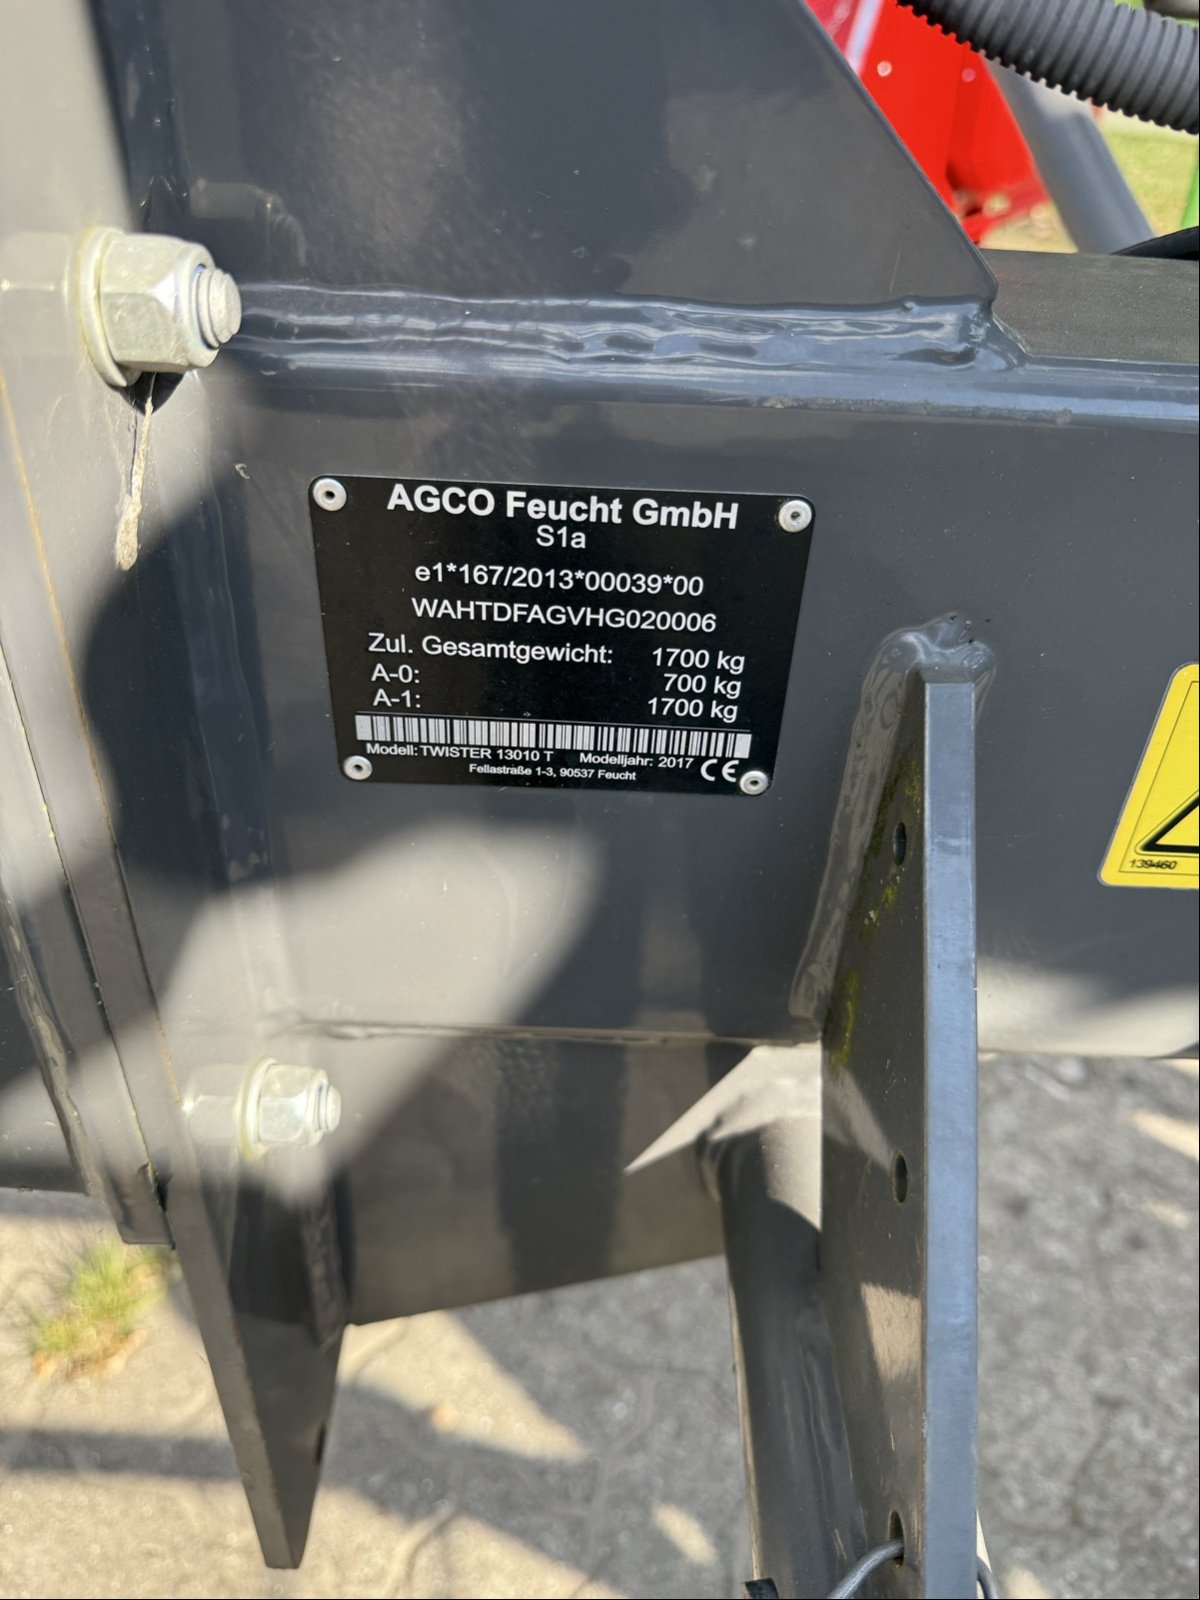 AGCO Feucht GmbH
S1a
e1*167/2013*00039*00
WAHTDFAGVHG020006
Zul. Gesamtgewicht: 1700 kg
A-0: 700 kg
A-1: 1700 kg
Modell: TWISTER 13010 T Modelljahr: 2017
Fellastraße 1-3, 90537 Feucht
CE
139460